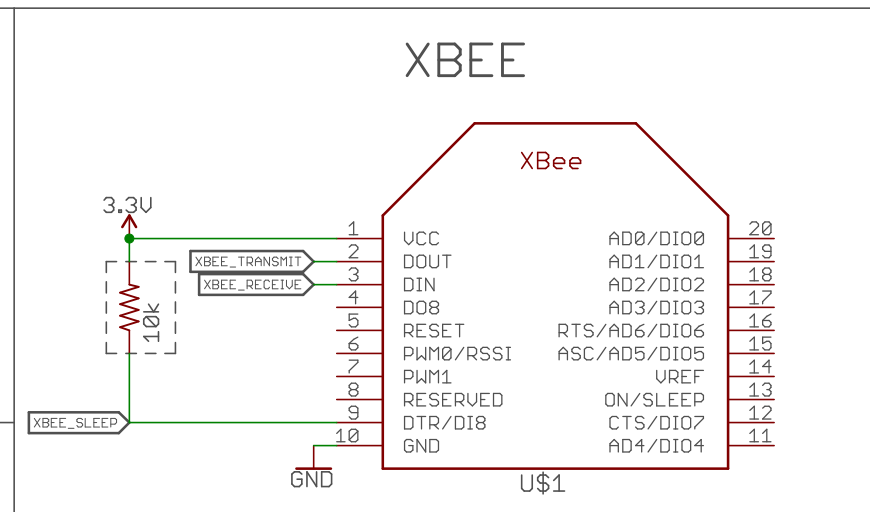 XBEE
XBee
3.3V
1 VCC AD0/DIO0 20
XBEE_TRANSMIT 2 DOUT AD1/DIO1 19
XBEE_RECEIVE 3 DIN AD2/DIO2 18
4 DO8 AD3/DIO3 17
10k 5 RESET RTS/AD6/DIO6 16
6 PWM0/RSSI ASC/AD5/DIO5 15
7 PWM1 VREF 14
8 RESERVED ON/SLEEP 13
XBEE_SLEEP 9 DTR/DI8 CTS/DIO7 12
10 GND AD4/DIO4 11
GND
U$1